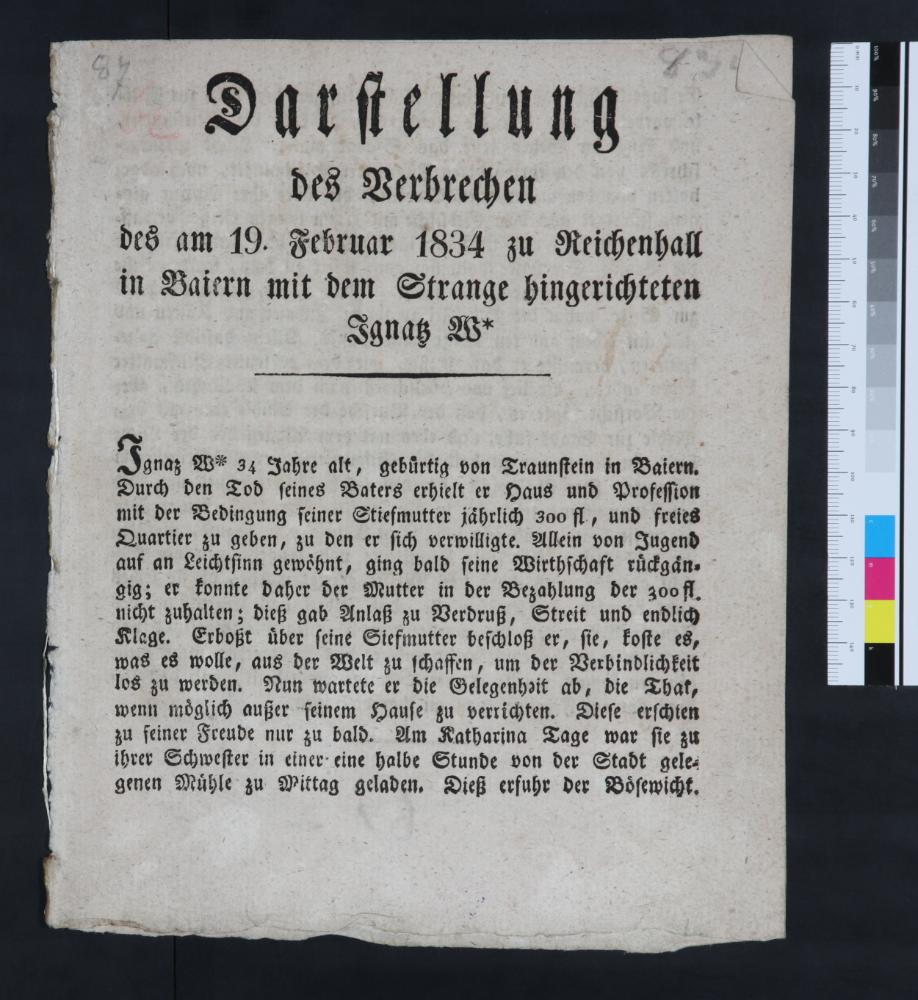 Darstellung
des Verbrechen
des am 19. Februar 1834 zu Reichenhall
in Baiern mit dem Strange hingerichteten
Ignatz W*
Ignaz W* 34 Jahre alt, gebürtig von Traunstein in Baiern.
Durch den Tod seines Vaters erhielt er Haus und Profession
mit der Bedingung seiner Stiefmutter jährlich 300 fl, und freies
Quartier zu geben, zu den er sich verwilligte. Allein von Jugend
auf an Leichtsinn gewöhnt, ging bald seine Wirthschaft rückgän-
gig; er konnte daher der Mutter in der Bezahlung der 300 fl.
nicht zuhalten; dieß gab Anlaß zu Verdruß, Streit und endlich
Klage. Erboßt über seine Siefmutter beschloß er, sie, koste es,
was es wolle, aus der Welt zu schaffen, um der Verbindlichkeit
los zu werden. Nun wartete er die Gelegenheit ab, die That,
wenn möglich außer seinem Hause zu verrichten. Diese erschien
zu seiner Freude nur zu bald. Am Katharina Tage war sie zu
ihrer Schwester in einer eine halbe Stunde von der Stadt gele-
genen Mühle zu Mittag geladen. Dieß erfuhr der Bösewicht.